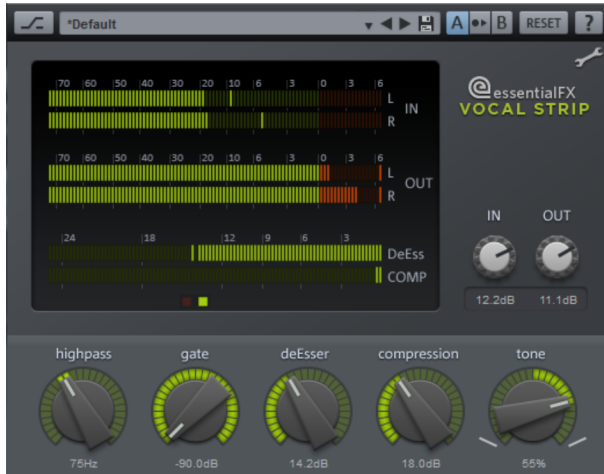 *Default A B RESET ?
essentialFX
VOCAL STRIP
70 60 50 40 30 20 10 6 3 0 3 6
L
IN
R
70 60 50 40 30 20 10 6 3 0 3 6
L
OUT
R
24 18 12 9 6 3
DeEss
COMP
IN OUT
12.2dB 11.1dB
highpass gate deEsser compression tone
75Hz -90.0dB 14.2dB 18.0dB 55%